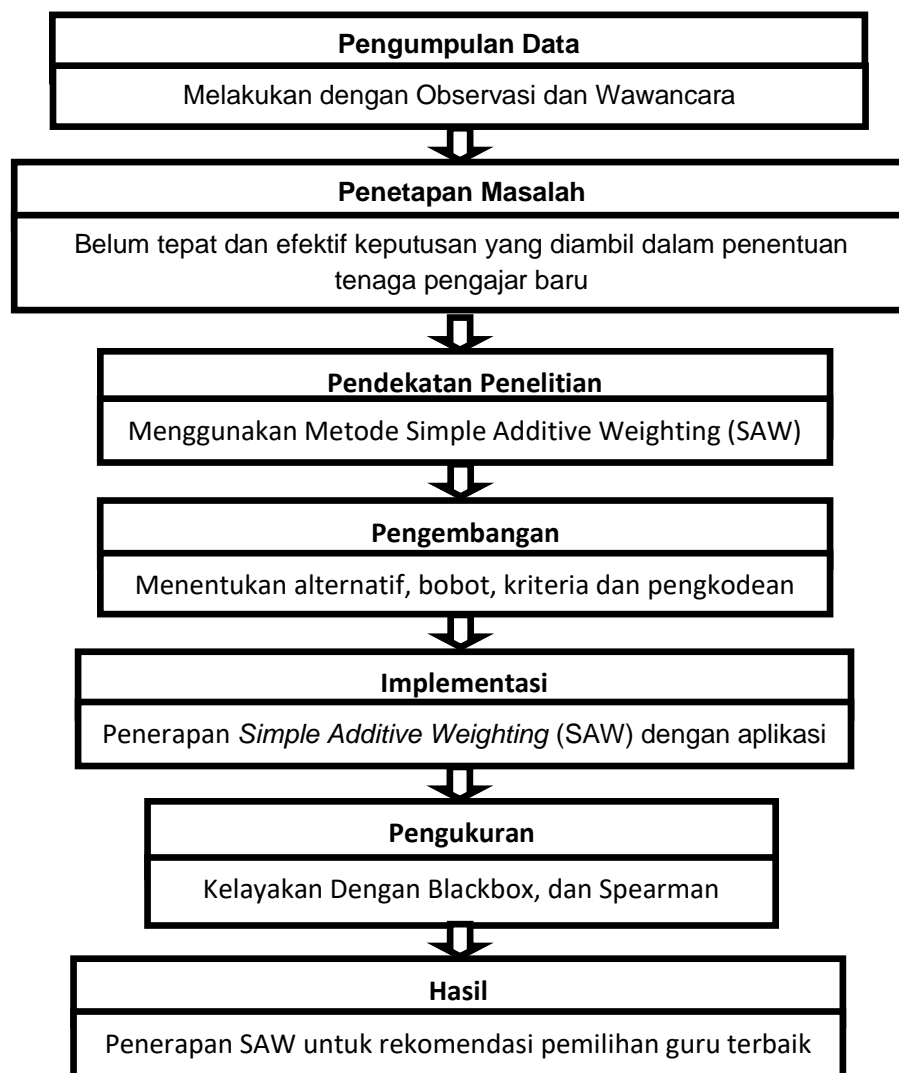 Pengumpulan Data
Melakukan dengan Observasi dan Wawancara
Penetapan Masalah
Belum tepat dan efektif keputusan yang diambil dalam penentuan
tenaga pengajar baru
Pendekatan Penelitian
Menggunakan Metode Simple Additive Weighting (SAW)
Pengembangan
Menentukan alternatif, bobot, kriteria dan pengkodean
Implementasi
Penerapan Simple Additive Weighting (SAW) dengan aplikasi
Pengukuran
Kelayakan Dengan Blackbox, dan Spearman
Hasil
Penerapan SAW untuk rekomendasi pemilihan guru terbaik